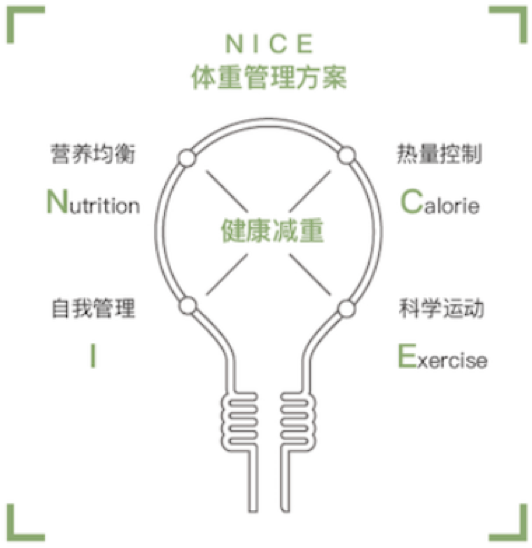 NICE
体重管理方案
营养均衡
Nutrition
热量控制
Calorie
健康减重
自我管理
I
科学运动
Exercise